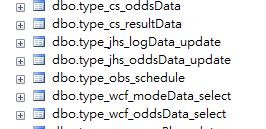 dbo.type_cs_oddsData
dbo.type_cs_resultData
dbo.type_jhs_logData_update
dbo.type_jhs_oddsData_update
dbo.type_obs_schedule
dbo.type_wcf_modeData_select
dbo.type_wcf_oddsData_select